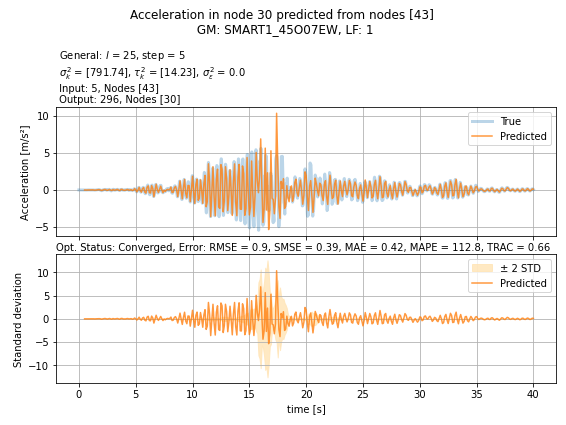 Acceleration in node 30 predicted from nodes [43]
GM: SMART1_45O07EW, LF: 1
General: l = 25, step = 5
σ²ₖ = [791.74], τ²ₖ = [14.23], σ²ε = 0.0
Input: 5, Nodes [43]
Output: 296, Nodes [30]
Acceleration [m/s²]
10
5
0
−5
True
Predicted
Opt. Status: Converged, Error: RMSE = 0.9, SMSE = 0.39, MAE = 0.42, MAPE = 112.8, TRAC = 0.66
Standard deviation
10
5
0
−5
−10
± 2 STD
Predicted
0 5 10 15 20 25 30 35 40
time [s]